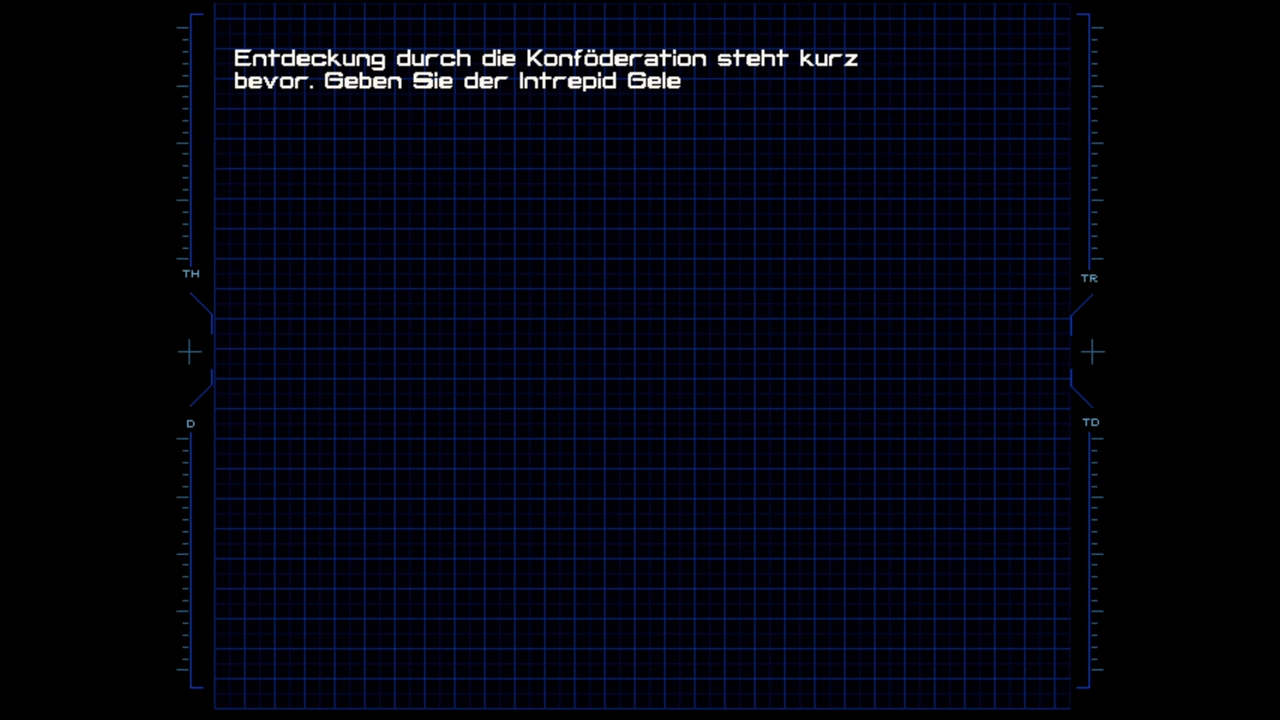 Entdeckung durch die Konföderation steht kurz
bevor. Geben Sie der Intrepid Gele
TH
TR
D
TD